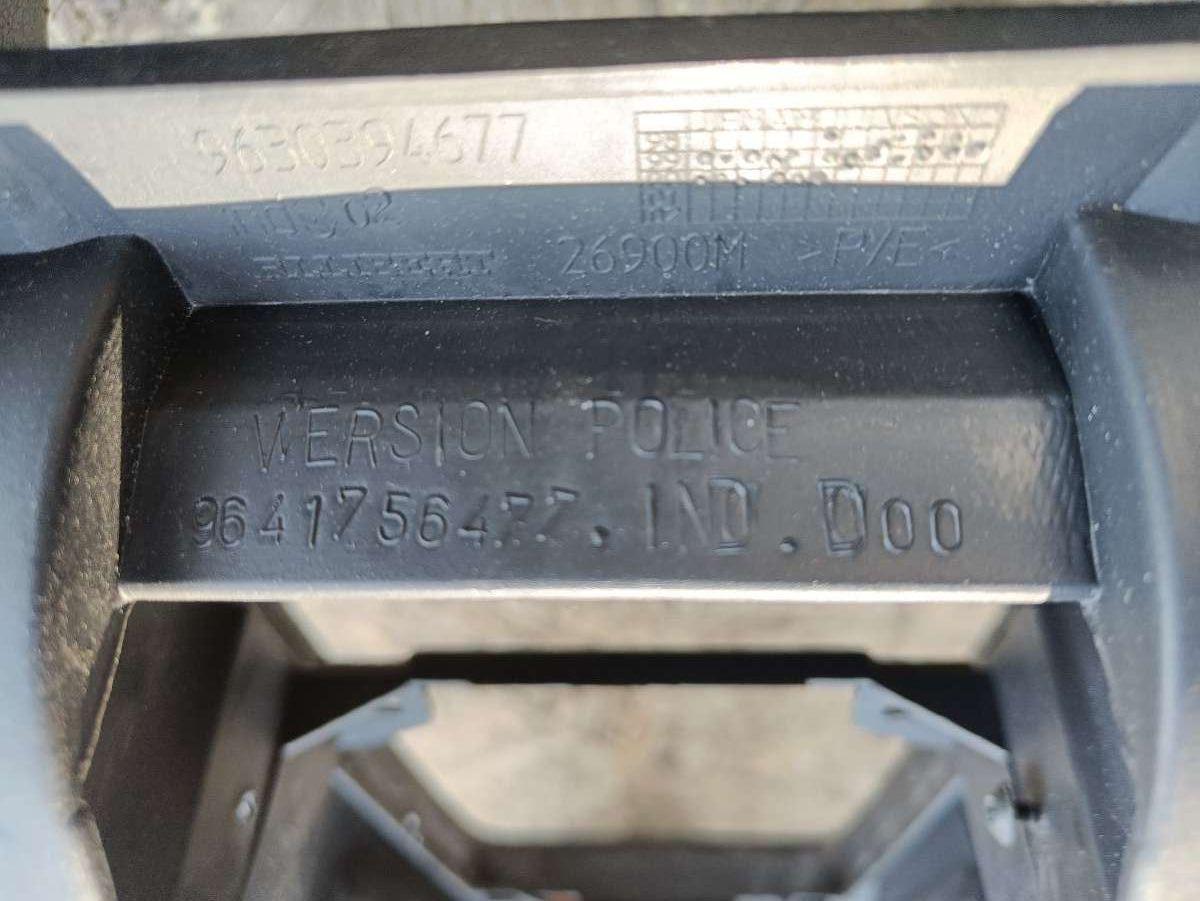 9630394677
26900M >P/E<
VERSION POLICE
9641756477.IND.D00